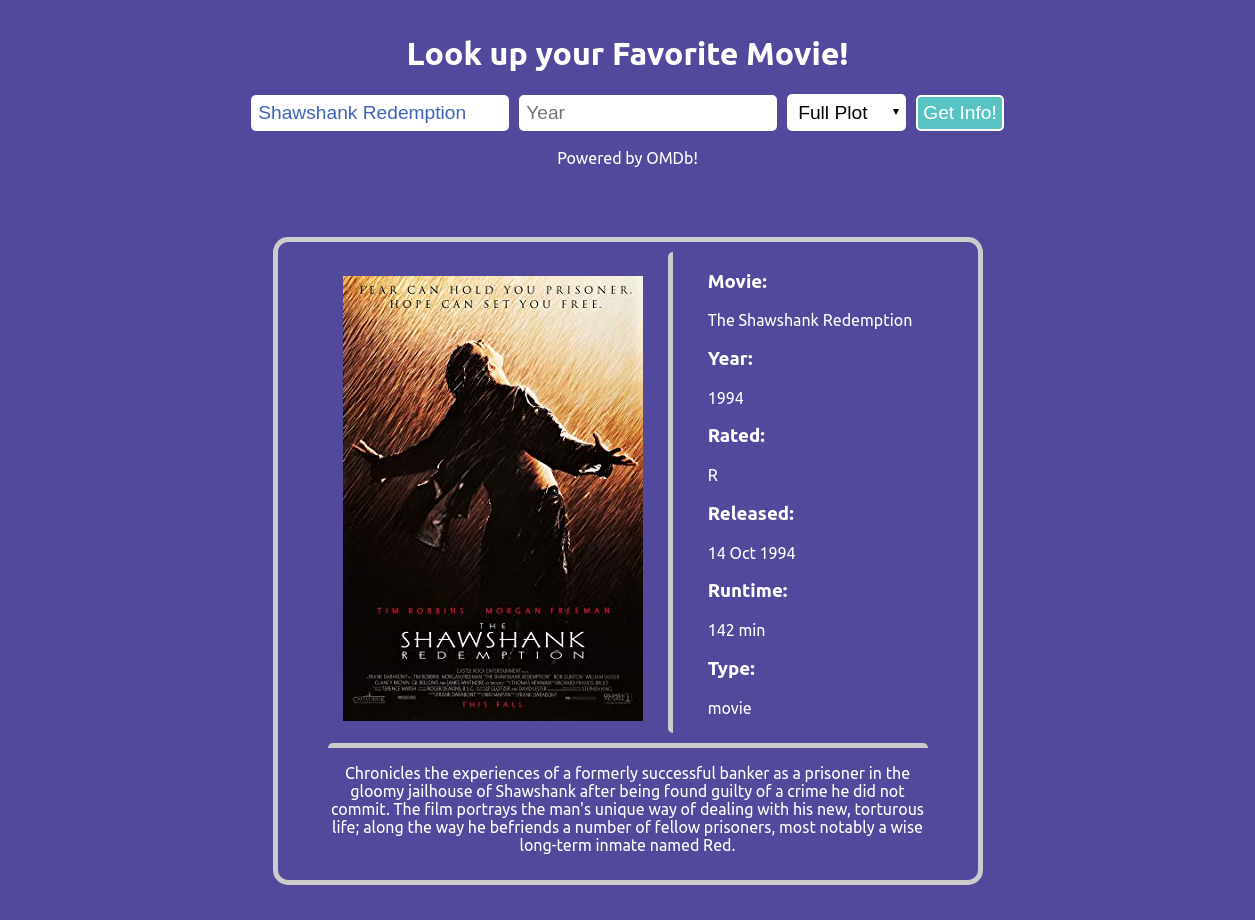 Look up your Favorite Movie!
Shawshank Redemption
Year
Full Plot
Get Info!
Powered by OMDb!
FEAR CAN HOLD YOU PRISONER.
HOPE CAN SET YOU FREE.
TIM ROBBINS MORGAN FREEMAN
THE
SHAWSHANK
REDEMPTION
THIS FALL
Movie:
The Shawshank Redemption
Year:
1994
Rated:
R
Released:
14 Oct 1994
Runtime:
142 min
Type:
movie
Chronicles the experiences of a formerly successful banker as a prisoner in the
gloomy jailhouse of Shawshank after being found guilty of a crime he did not
commit. The film portrays the man's unique way of dealing with his new, torturous
life; along the way he befriends a number of fellow prisoners, most notably a wise
long-term inmate named Red.